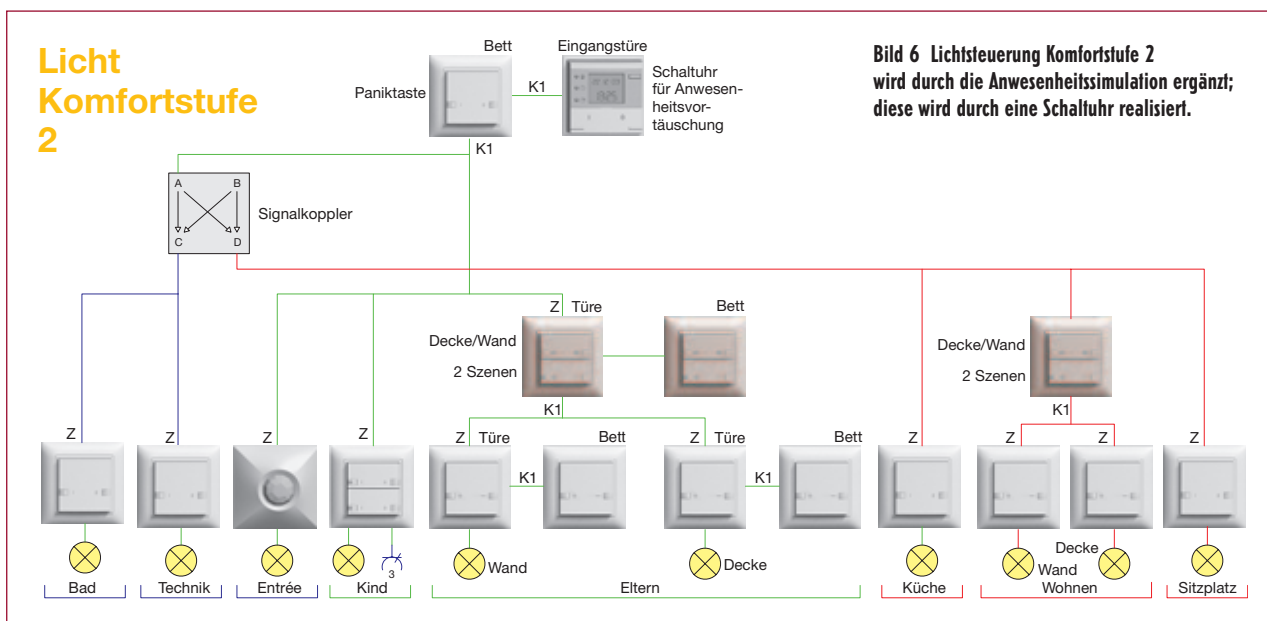 Licht
Komfortstufe
2
Bett
Eingangstüre
Paniktaste
K1
Schaltuhr
für Anwesen-
heitsvor-
täuschung
Bild 6 Lichtsteuerung Komfortstufe 2
wird durch die Anwesenheitssimulation ergänzt;
diese wird durch eine Schaltuhr realisiert.
K1
A B
C D
Signalkoppler
Z Türe
Bett
Decke/Wand
2 Szenen
K1
Decke/Wand
2 Szenen
K1
Z
Z
Z
Z
Z Türe
K1
Bett
Z Türe
K1
Bett
Z
Z
Z
Z
3
Wand
Decke
Wand
Decke
Bad
Technik
Entrée
Kind
Eltern
Küche
Wohnen
Sitzplatz